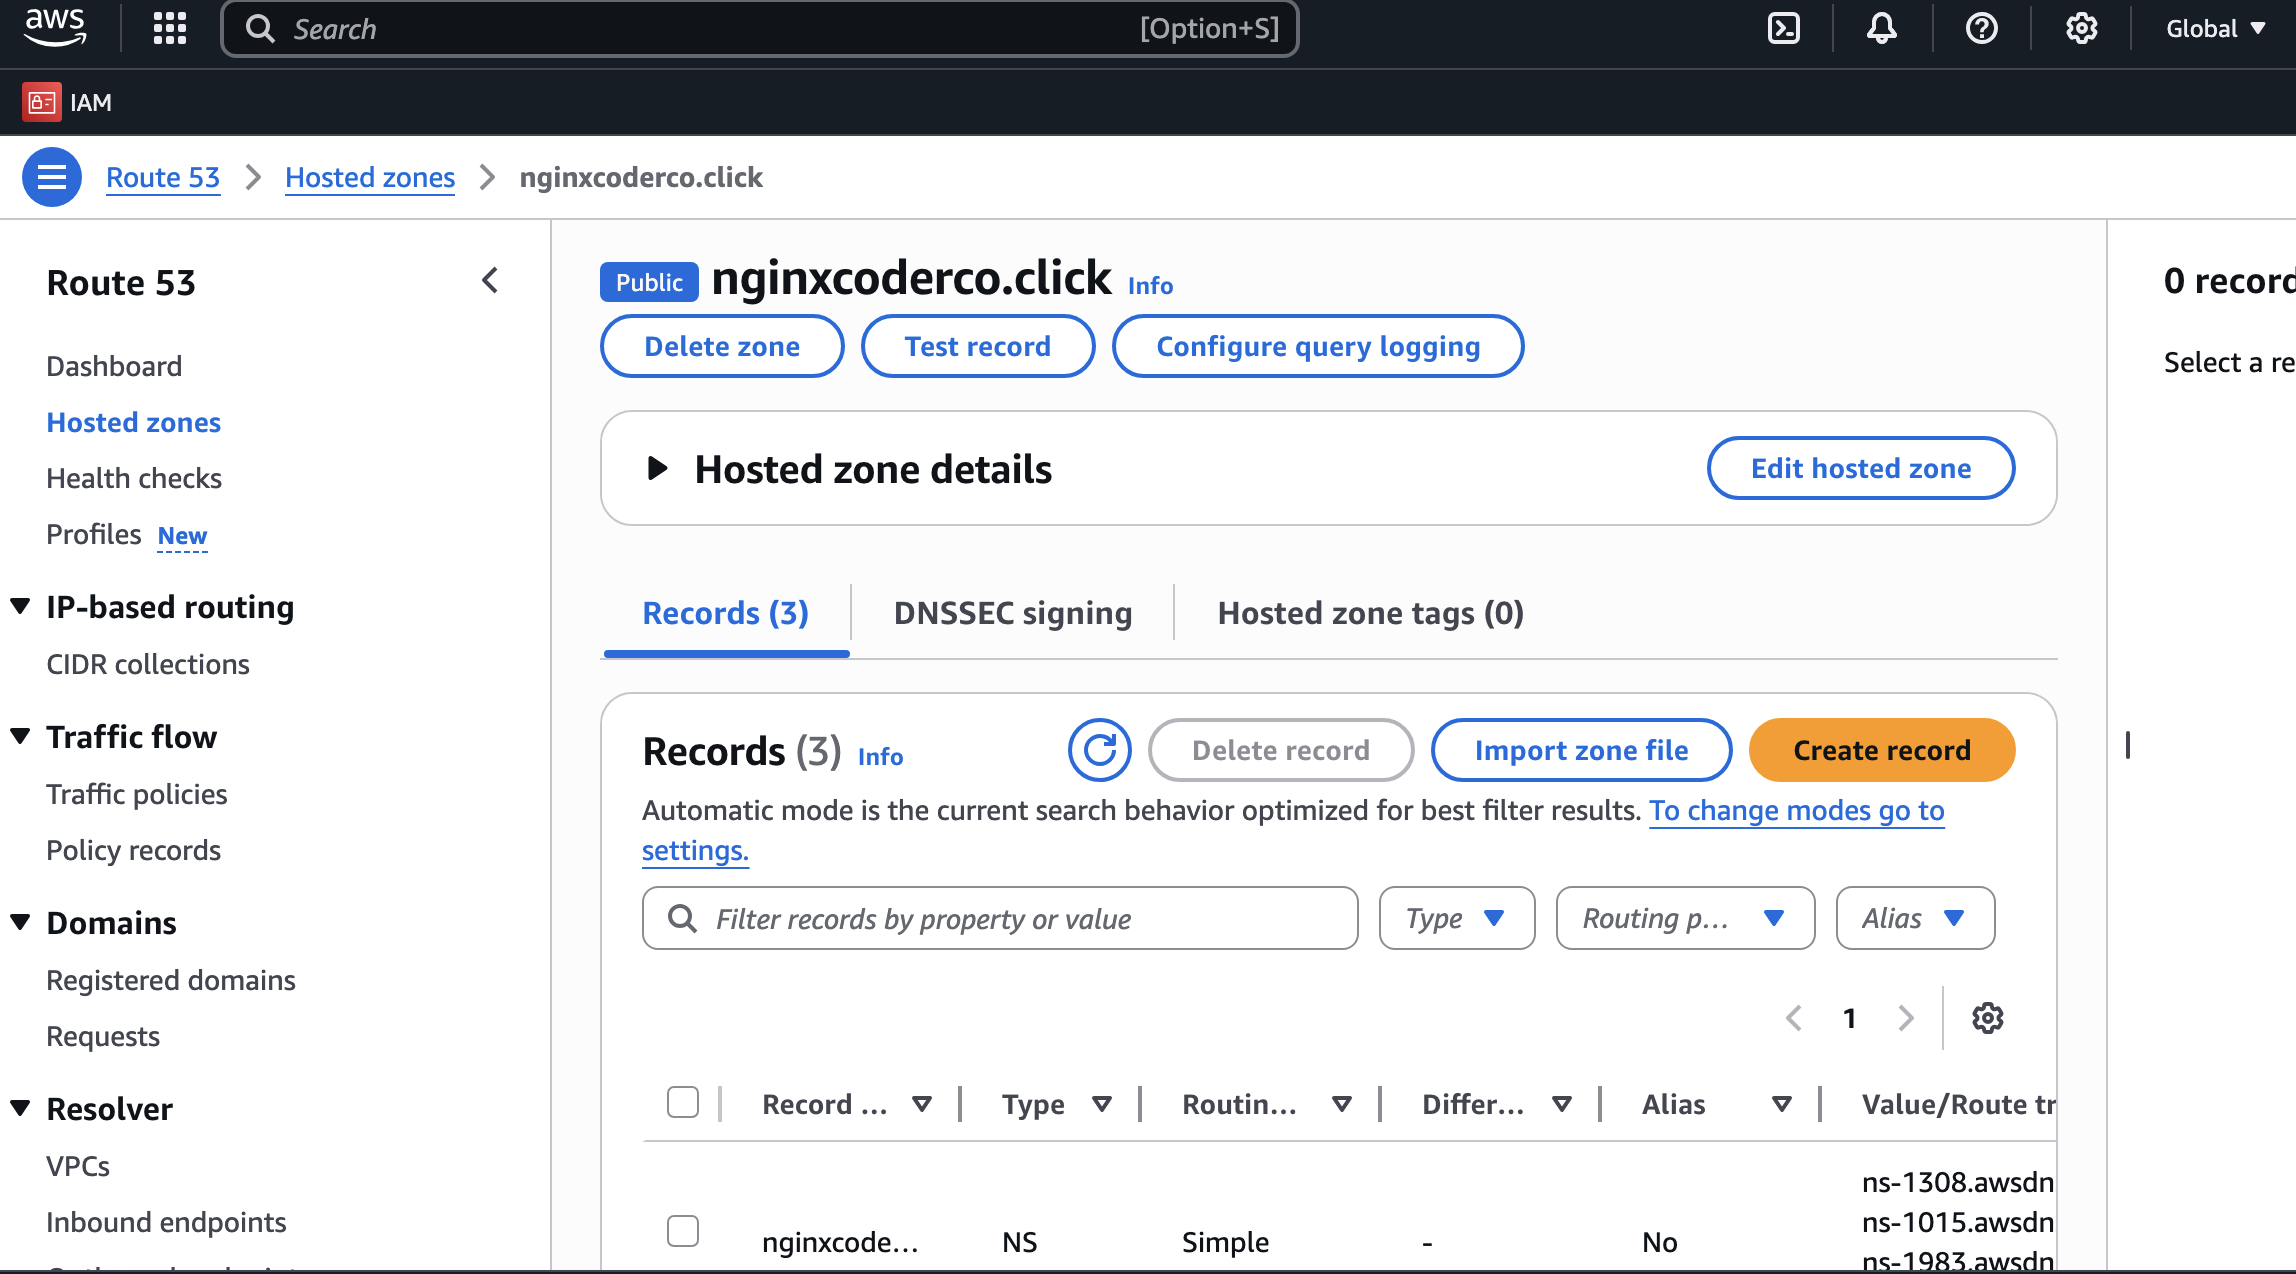 aws
Search [Option+S]
Global
IAM
Route 53 Hosted zones nginxcoderco.click
Route 53
Dashboard
Hosted zones
Health checks
Profiles New
IP-based routing
CIDR collections
Traffic flow
Traffic policies
Policy records
Domains
Registered domains
Requests
Resolver
VPCs
Inbound endpoints
Public nginxcoderco.click Info
Delete zone Test record Configure query logging
Hosted zone details Edit hosted zone
Records (3) DNSSEC signing Hosted zone tags (0)
Records (3) Info Delete record Import zone file Create record
Automatic mode is the current search behavior optimized for best filter results. To change modes go to
settings.
Filter records by property or value Type Routing p... Alias
1
Record ... Type Routin... Differ... Alias Value/Route tr
ns-1308.awsdn
ns-1015.awsdn
nginxcode... NS Simple - No
ns-1983.awsdn
0 record
Select a re